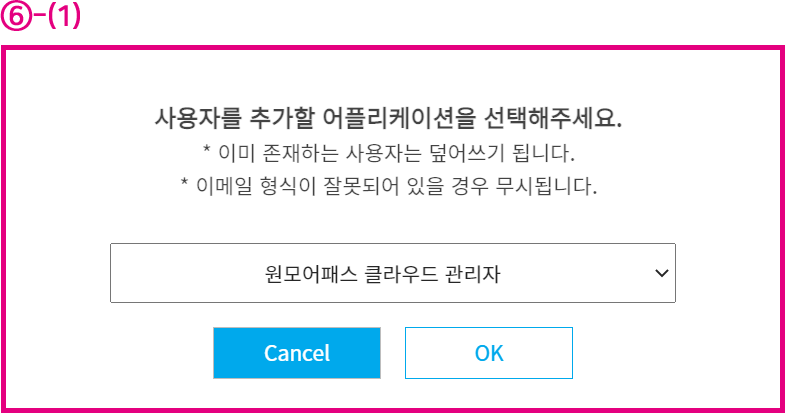 ⑥-(1)
사용자를 추가할 어플리케이션을 선택해주세요.
* 이미 존재하는 사용자는 덮어쓰기 됩니다.
* 이메일 형식이 잘못되어 있을 경우 무시됩니다.
원모어패스 클라우드 관리자
Cancel OK